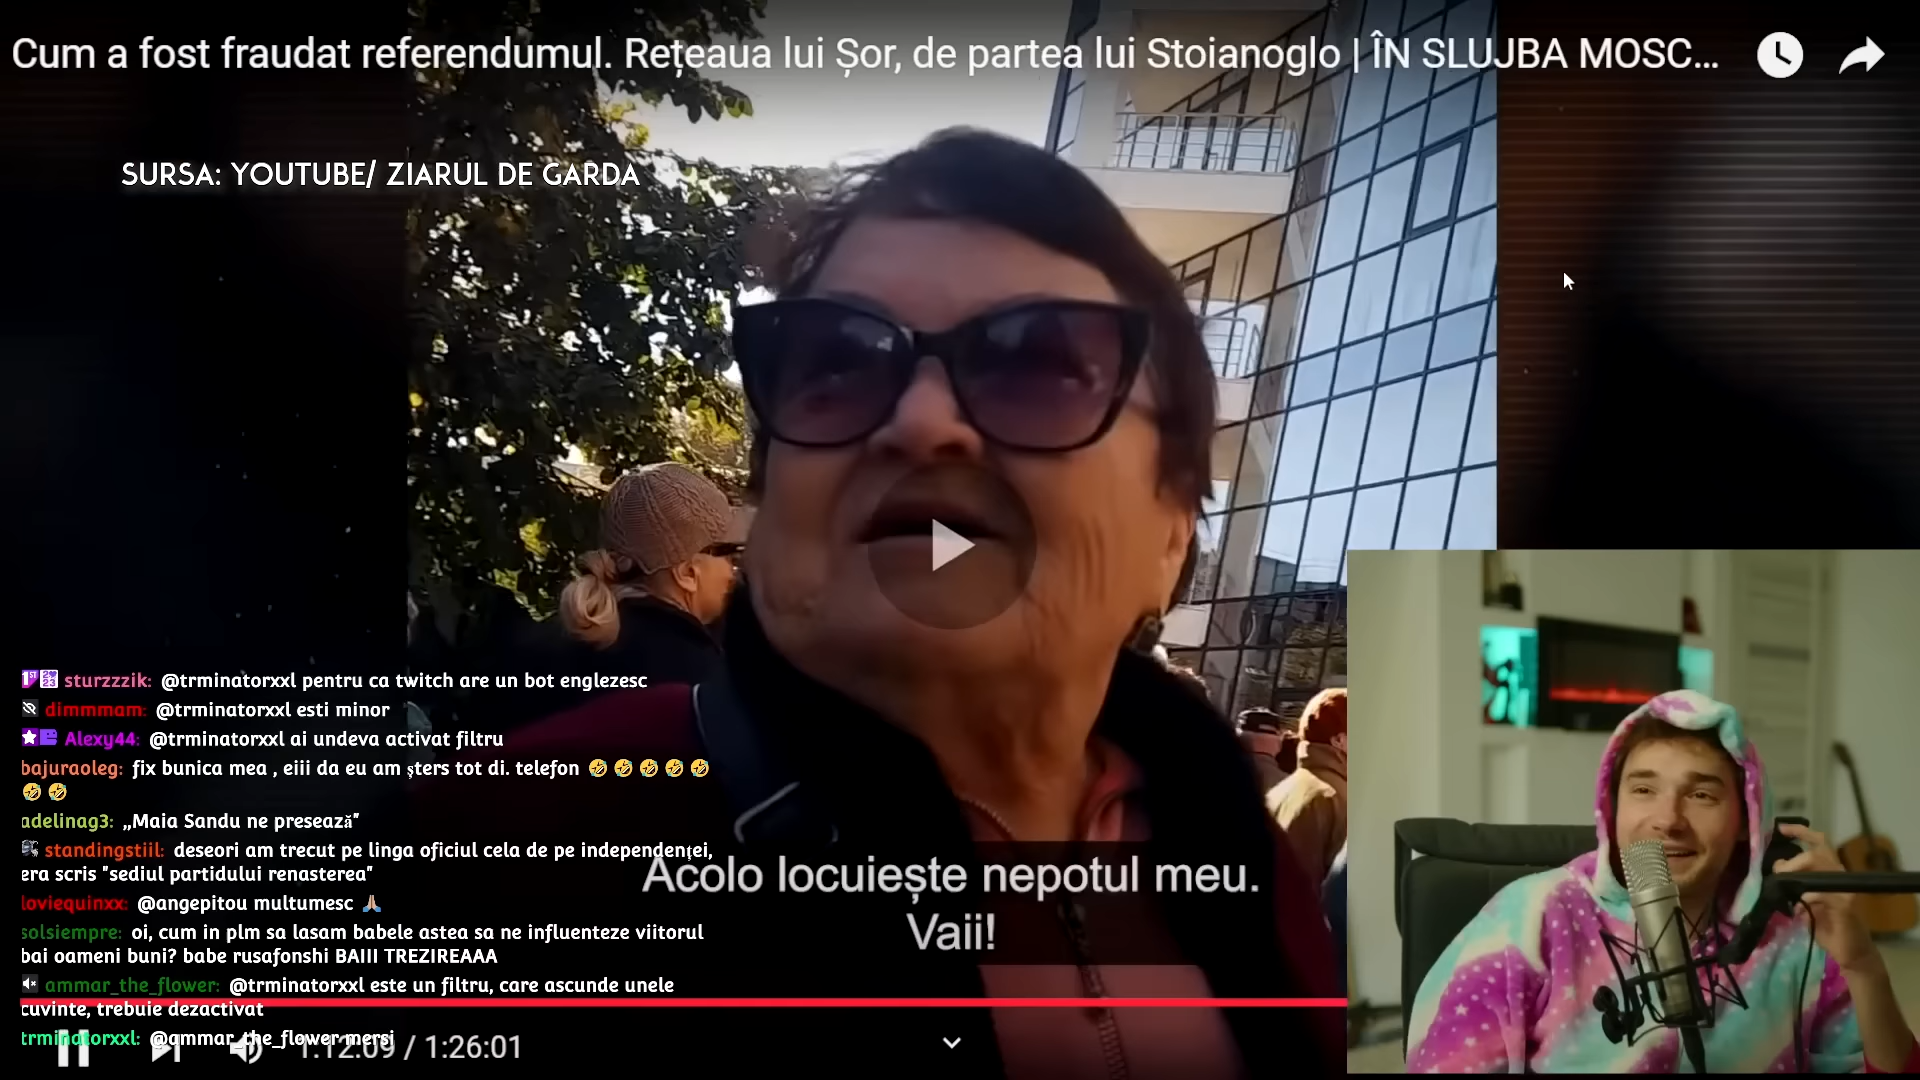 Cum a fost fraudat referendumul. Rețeaua lui Șor, de partea lui Stoianoglo | ÎN SLUJBA MOSC...
SURSA: YOUTUBE/ ZIARUL DE GARDA
sturzzzik: @trminatorxxl pentru ca twitch are un bot englezesc
dimmmam: @trminatorxxl esti minor
Alexy44: @trminatorxxl ai undeva activat filtru
bajuraoleg: fix bunica mea , eiii da eu am șters tot di. telefon 🤣 🤣 🤣 🤣 🤣
🤣 🤣
adelinag3: „Maia Sandu ne presează"
standingstiil: deseori am trecut pe linga oficiul cela de pe independenței,
era scris "sediul partidului renasterea"
loviequinxx: @angepitou multumesc 🙏🏼
solsiempre: oi, cum in plm sa lasam babele astea sa ne influenteze viitorul
bai oameni buni? babe rusafonshi BAIII TREZIREAAA
ammar_the_flower: @trminatorxxl este un filtru, care ascunde unele
cuvinte, trebuie dezactivat
trminatorxxl: @ammar_the_flower mersi
Acolo locuiește nepotul meu.
Vaii!
1:12:09 / 1:26:01